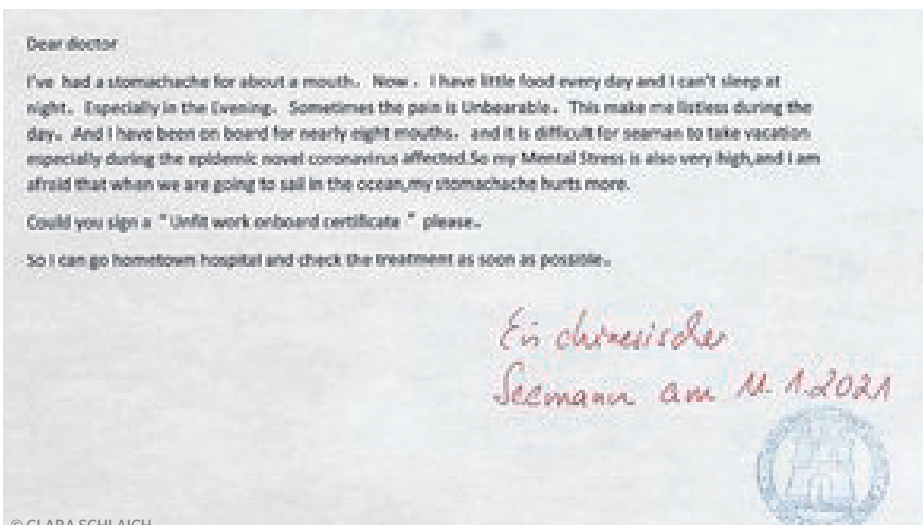 Dear doctor
I've had a stomachache for about a mouth. Now. I have little food every day and I can't sleep at
night. Especially in the Evening. Sometimes the pain is Unbearable. This make me listless during the
day. And I have been on board for nearly eight mouths. and it is difficult for seaman to take vacation
especially during the epidemic novel coronavirus affected.So my Mental Stress is also very high,and I am
afraid that when we are going to sail in the ocean,my stomachache hurts more.
Could you sign a "Unfit work onboard certificate" please.
So I can go hometown hospital and check the treatment as soon as possible.
Ein chinesischer
Seemann am 11.1.2021
© CLARA SCHLAICH